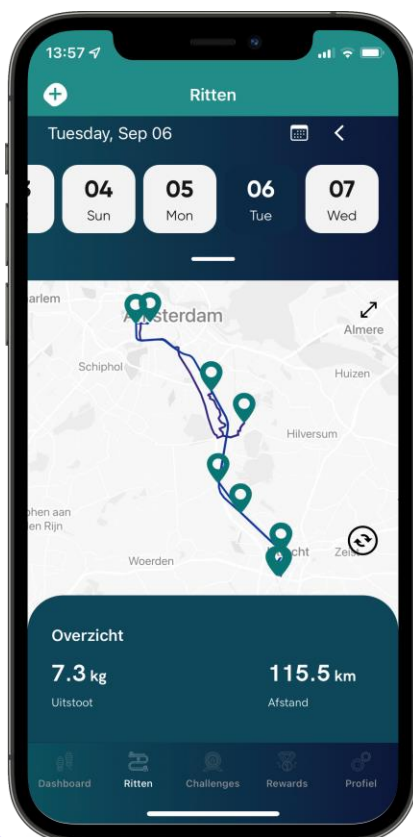 13:57
Ritten
Tuesday, Sep 06
04
Sun
05
Mon
06
Tue
07
Wed
Amsterdam
Almere
Schiphol
Huizen
Hilversum
Woerden
Overzicht
7.3 kg
115.5 km
Uitstoot
Afstand
Dashboard
Ritten
Challenges
Rewards
Profiel